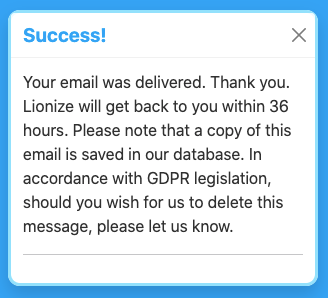 Success!
Your email was delivered. Thank you.
Lionize will get back to you within 36
hours. Please note that a copy of this
email is saved in our database. In
accordance with GDPR legislation,
should you wish for us to delete this
message, please let us know.